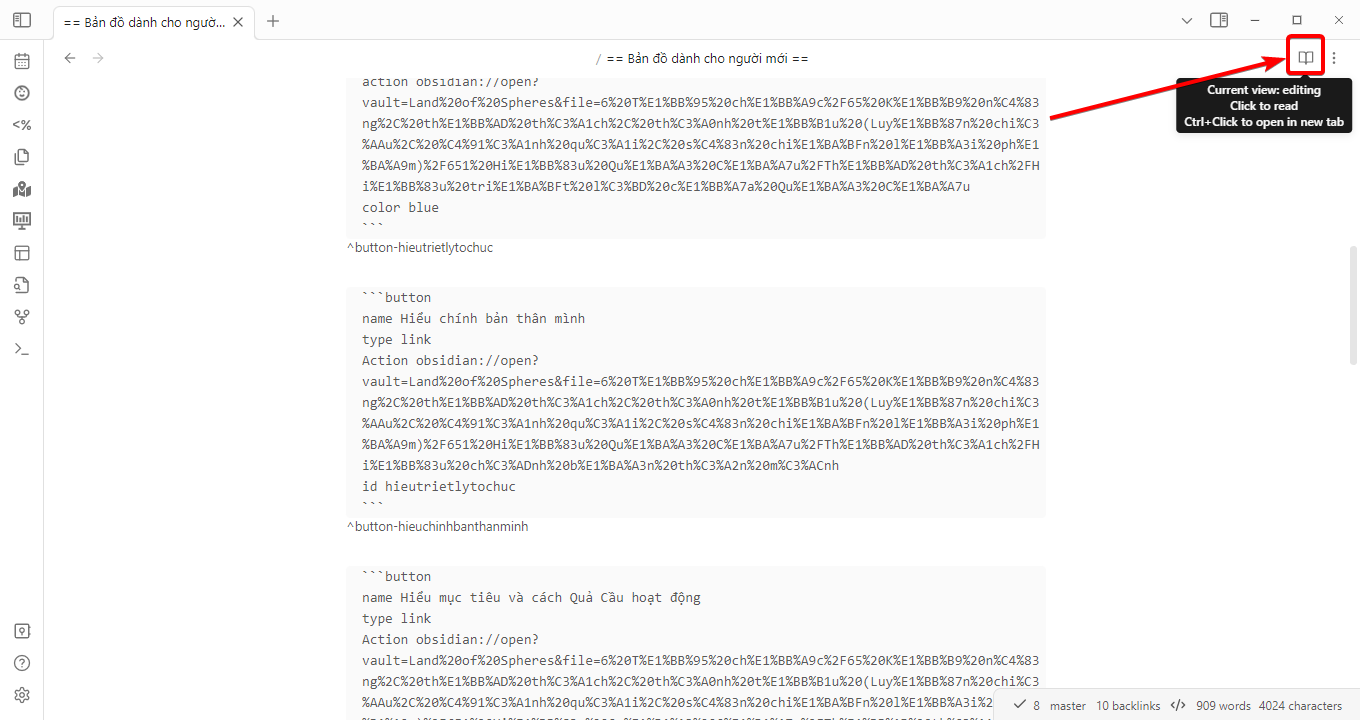 == Bản đồ dành cho ngườ...
/ == Bản đồ dành cho người mới ==
Current view: editing
Click to read
Ctrl+Click to open in new tab
<%
action obsidian://open?
vault=Land%20of%20Spheres&file=6%20T%E1%BB%95%20ch%E1%BB%A9c%2F65%20K%E1%BB%B9%20n%C4%83
ng%2C%20th%E1%BB%AD%20th%C3%A1ch%2C%20th%C3%A0nh%20t%E1%BB%B1u%20(Luy%E1%BB%87n%20chi%C3
%AAu%2C%20%C4%91%C3%A1nh%20qu%C3%A1i%2C%20s%C4%83n%20chi%E1%BA%BFn%20l%E1%BB%A3i%20ph%E1
%BA%A9m)%2F651%20Hi%E1%BB%83u%20Qu%E1%BA%A3%20C%E1%BA%A7u%2FTh%E1%BB%AD%20th%C3%A1ch%2FH
i%E1%BB%83u%20tri%E1%BA%BFt%20l%C3%BD%20c%E1%BB%A7a%20Qu%E1%BA%A3%20C%E1%BA%A7u
color blue
```
^button-hieutrietlytochuc
```button
name Hiểu chính bản thân mình
type link
Action obsidian://open?
vault=Land%20of%20Spheres&file=6%20T%E1%BB%95%20ch%E1%BB%A9c%2F65%20K%E1%BB%B9%20n%C4%83
ng%2C%20th%E1%BB%AD%20th%C3%A1ch%2C%20th%C3%A0nh%20t%E1%BB%B1u%20(Luy%E1%BB%87n%20chi%C3
%AAu%2C%20%C4%91%C3%A1nh%20qu%C3%A1i%2C%20s%C4%83n%20chi%E1%BA%BFn%20l%E1%BB%A3i%20ph%E1
%BA%A9m)%2F651%20Hi%E1%BB%83u%20Qu%E1%BA%A3%20C%E1%BA%A7u%2FTh%E1%BB%AD%20th%C3%A1ch%2FH
i%E1%BB%83u%20ch%C3%ADnh%20b%E1%BA%A3n%20th%C3%A2n%20m%C3%ACnh
id hieutrietlytochuc
```
^button-hieuchinhbanthanminh
```button
name Hiểu mục tiêu và cách Quả Cầu hoạt động
type link
Action obsidian://open?
vault=Land%20of%20Spheres&file=6%20T%E1%BB%95%20ch%E1%BB%A9c%2F65%20K%E1%BB%B9%20n%C4%83
ng%2C%20th%E1%BB%AD%20th%C3%A1ch%2C%20th%C3%A0nh%20t%E1%BB%B1u%20(Luy%E1%BB%87n%20chi%C3
%AAu%2C%20%C4%91%C3%A1nh%20qu%C3%A1i%2C%20s%C4%83n%20chi%E1%BA%BFn%20l%E1%BB%A3i%2
8 master 10 backlinks </> 909 words 4024 characters